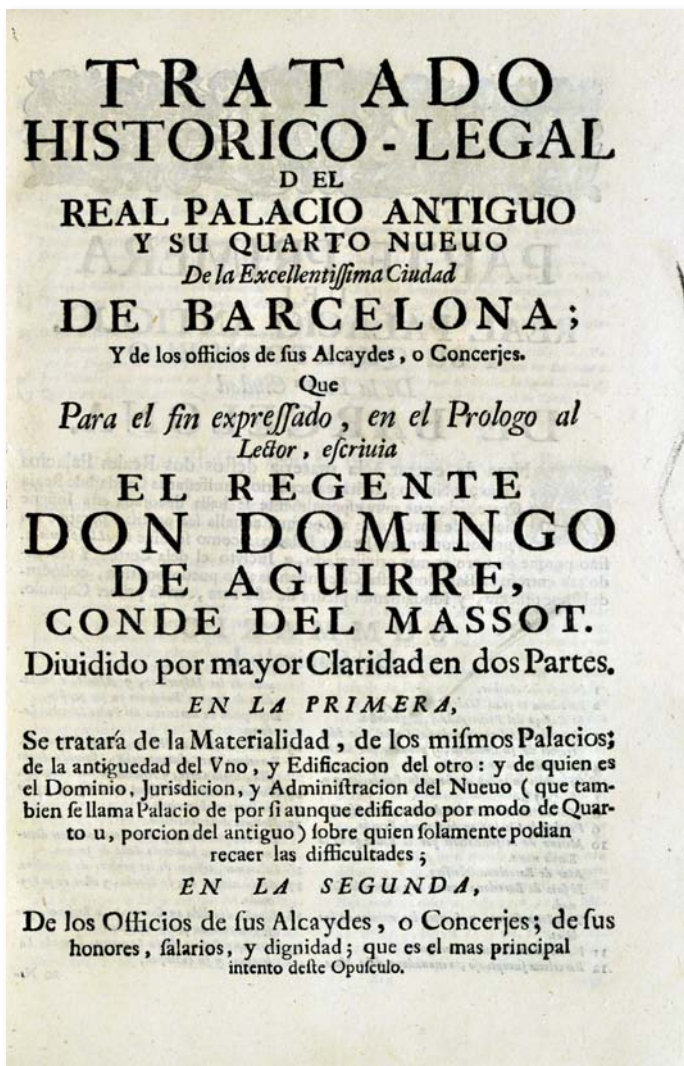 TRATADO
HISTORICO - LEGAL
D EL
REAL PALACIO ANTIGUO
Y SU QUARTO NUEUO
De la Excellentiſſima Ciudad
DE BARCELONA;
Y de los officios de ſus Alcaydes, o Concerjes.
Que
Para el fin expreſſado, en el Prologo al
Lector, eſcriuia
EL REGENTE
DON DOMINGO
DE AGUIRRE,
CONDE DEL MASSOT.
Diuidido por mayor Claridad en dos Partes.
EN LA PRIMERA,
Se tratará de la Materialidad, de los miſmos Palacios;
de la antiguedad del Vno, y Edificacion del otro: y de quien es
el Dominio, Jurisdicion, y Adminiſtracion del Nueuo (que tam-
bien ſe llama Palacio de por ſi aunque edificado por modo de Quar-
to u, porcion del antiguo) ſobre quien ſolamente podian
recaer las difficultades;
EN LA SEGUNDA,
De los Officios de ſus Alcaydes, o Concerjes; de ſus
honores, ſalarios, y dignidad; que es el mas principal
intento deſte Opuſculo.